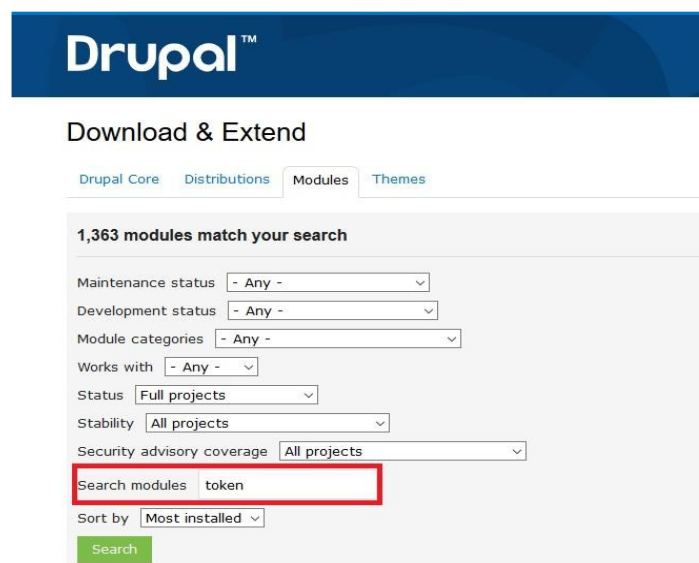 Drupal™
Download & Extend
Drupal Core Distributions Modules Themes
1,363 modules match your search
Maintenance status - Any -
Development status - Any -
Module categories - Any -
Works with - Any -
Status Full projects
Stability All projects
Security advisory coverage All projects
Search modules token
Sort by Most installed
Search